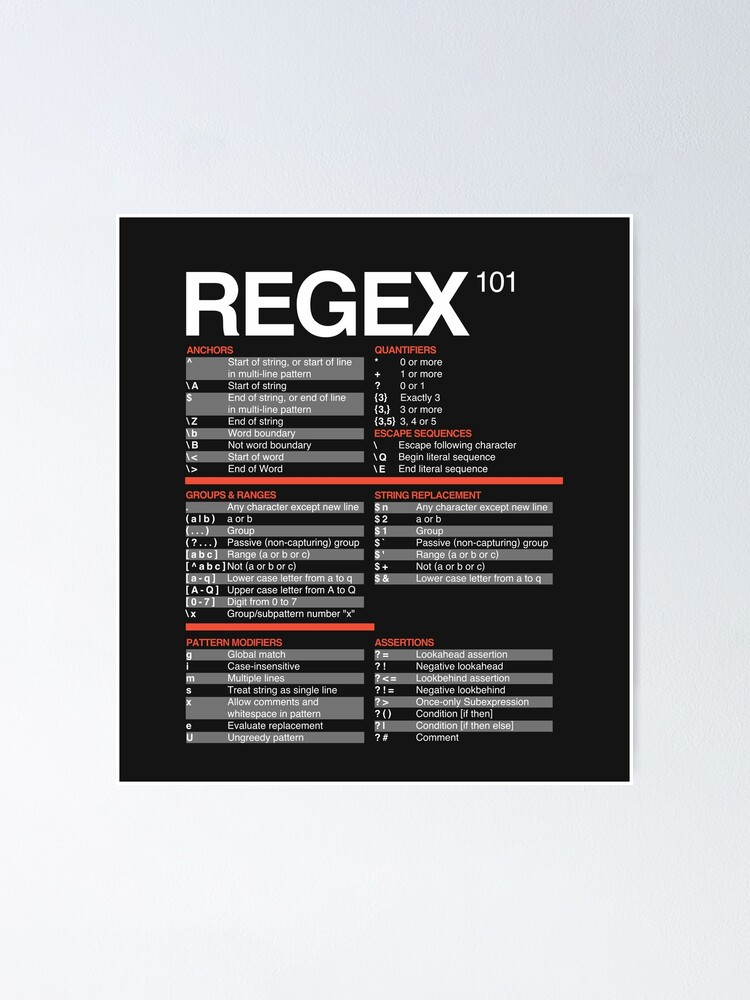 REGEX 101
ANCHORS
^ Start of string, or start of line
in multi-line pattern
\A Start of string
$ End of string, or end of line
in multi-line pattern
\Z End of string
\b Word boundary
\B Not word boundary
\< Start of word
\> End of Word
QUANTIFIERS
* 0 or more
+ 1 or more
? 0 or 1
{3} Exactly 3
{3,} 3 or more
{3,5} 3, 4 or 5
ESCAPE SEQUENCES
\ Escape following character
\Q Begin literal sequence
\E End literal sequence
GROUPS & RANGES
. Any character except new line
(a|b) a or b
(...) Group
(?...) Passive (non-capturing) group
[abc] Range (a or b or c)
[^abc] Not (a or b or c)
[a-q] Lower case letter from a to q
[A-Q] Upper case letter from A to Q
[0-7] Digit from 0 to 7
\x Group/subpattern number "x"
STRING REPLACEMENT
$n Any character except new line
$2 a or b
$1 Group
$` Passive (non-capturing) group
$' Range (a or b or c)
$+ Not (a or b or c)
$& Lower case letter from a to q
PATTERN MODIFIERS
g Global match
i Case-insensitive
m Multiple lines
s Treat string as single line
x Allow comments and
whitespace in pattern
e Evaluate replacement
U Ungreedy pattern
ASSERTIONS
?= Lookahead assertion
?! Negative lookahead
?<= Lookbehind assertion
?!= Negative lookbehind
?> Once-only Subexpression
?() Condition [if then]
?| Condition [if then else]
?# Comment